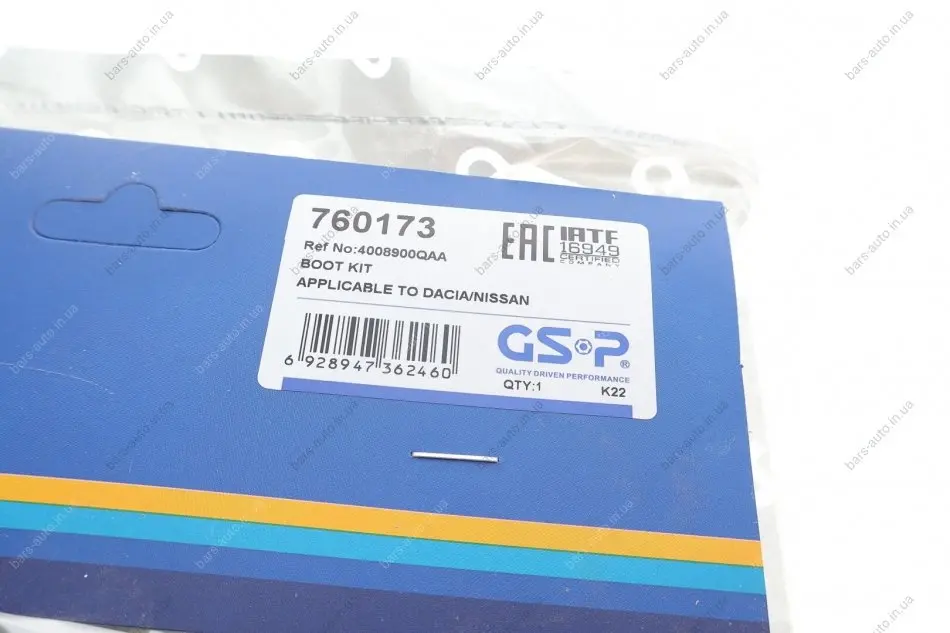 760173
Ref No:4008900QAA
BOOT KIT
APPLICABLE TO DACIA/NISSAN
EAC
IATF
16949
CERTIFIED
COMPANY
6 928947 362460
GSP®
QUALITY DRIVEN PERFORMANCE
QTY:1
K22
bars-auto.in.ua